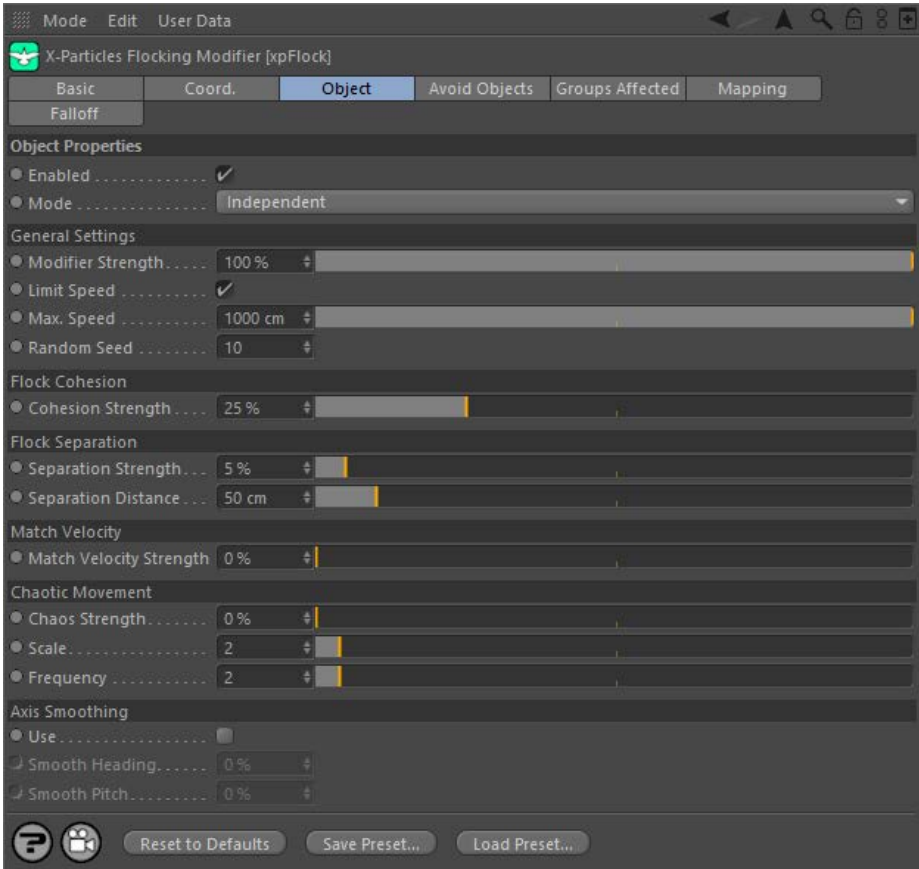 Mode Edit User Data
X-Particles Flocking Modifier [xpFlock]
Basic Coord. Object Avoid Objects Groups Affected Mapping
Falloff
Object Properties
Enabled
Mode Independent
General Settings
Modifier Strength 100 %
Limit Speed
Max. Speed 1000 cm
Random Seed 10
Flock Cohesion
Cohesion Strength 25 %
Flock Separation
Separation Strength 5 %
Separation Distance 50 cm
Match Velocity
Match Velocity Strength 0 %
Chaotic Movement
Chaos Strength 0 %
Scale 2
Frequency 2
Axis Smoothing
Use
Smooth Heading 0 %
Smooth Pitch 0 %
Reset to Defaults Save Preset... Load Preset...